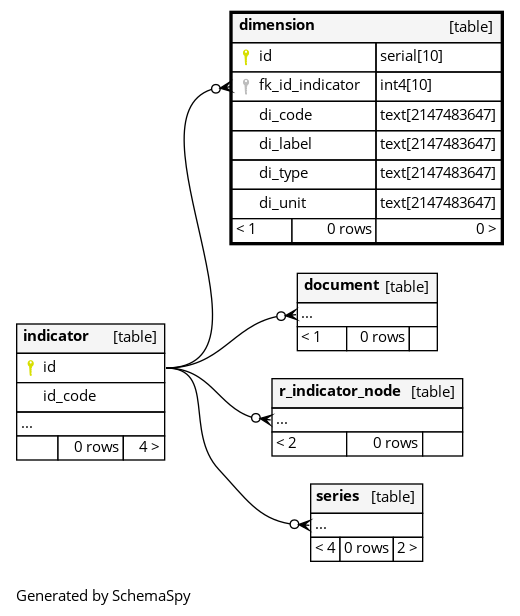 dimension [table]
id serial[10]
fk_id_indicator int4[10]
di_code text[2147483647]
di_label text[2147483647]
di_type text[2147483647]
di_unit text[2147483647]
< 1 0 rows 0 >
document [table]
...
< 1 0 rows
indicator [table]
id
id_code
...
0 rows 4 >
r_indicator_node [table]
...
< 2 0 rows
series [table]
...
< 4 0 rows 2 >
Generated by SchemaSpy